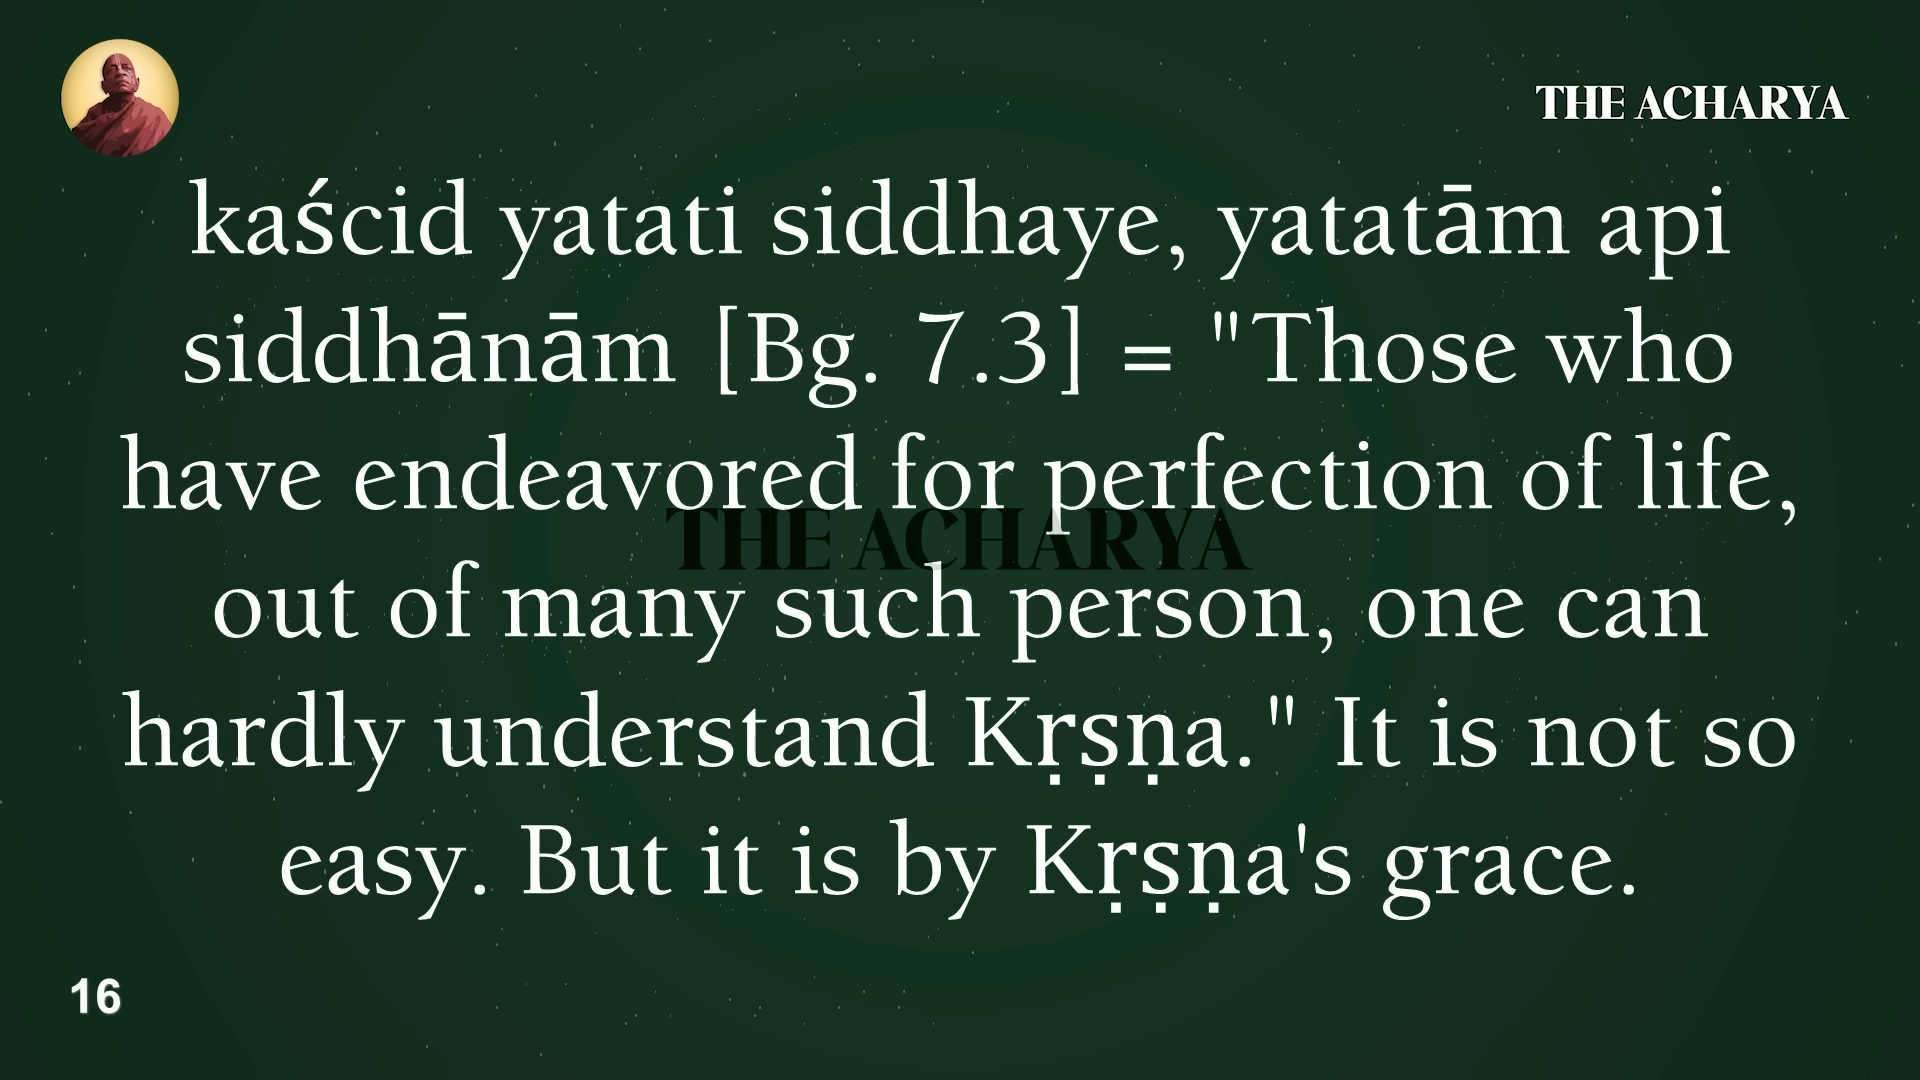 THE ACHARYA
kaścid yatati siddhaye, yatatām api
siddhānām [Bg. 7.3] = "Those who
have endeavored for perfection of life,
THE ACHARYA
out of many such person, one can
hardly understand Kṛṣṇa." It is not so
easy. But it is by Kṛṣṇa's grace.
16